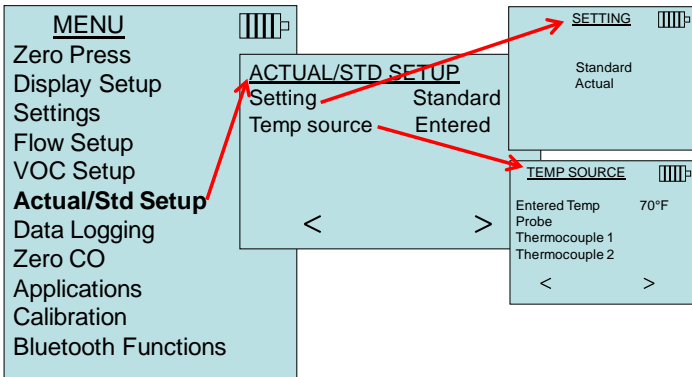 MENU
Zero Press
Display Setup
Settings
Flow Setup
VOC Setup
Actual/Std Setup
Data Logging
Zero CO
Applications
Calibration
Bluetooth Functions
ACTUAL/STD SETUP
Setting Standard
Temp source Entered
< >
SETTING
Standard
Actual
TEMP SOURCE
Entered Temp 70°F
Probe
Thermocouple 1
Thermocouple 2
< >